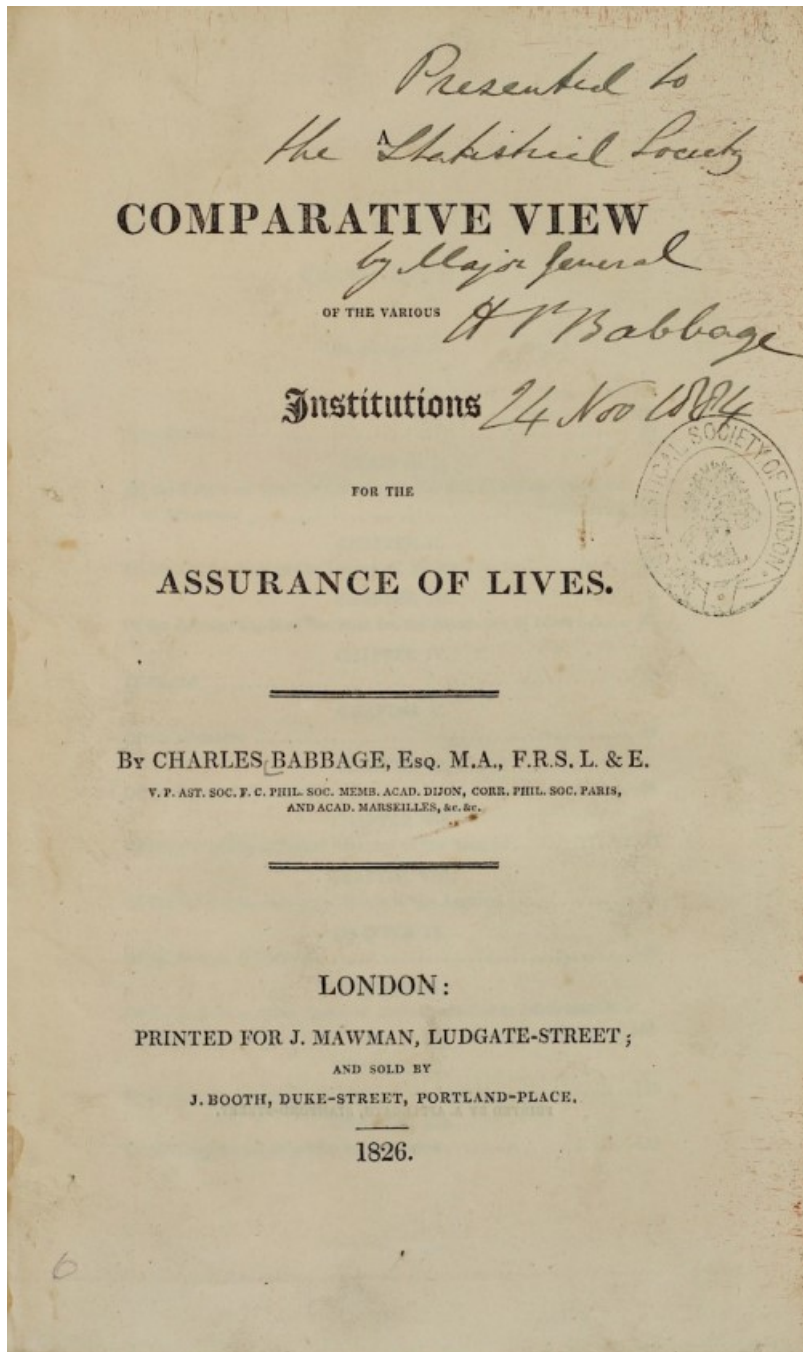 Presented to
the Statistical Society
A
COMPARATIVE VIEW
by Major General
OF THE VARIOUS
H P Babbage
Institutions
24 Nov 1884
FOR THE
SOCIETY OF LONDON
ASSURANCE OF LIVES.
BY CHARLES BABBAGE, ESQ. M.A., F.R.S. L. & E.
V. P. AST. SOC. F. C. PHIL. SOC. MEMB. ACAD. DIJON, CORR. PHIL. SOC. PARIS,
AND ACAD. MARSEILLES, &c. &c.
LONDON:
PRINTED FOR J. MAWMAN, LUDGATE-STREET;
AND SOLD BY
J. BOOTH, DUKE-STREET, PORTLAND-PLACE.
1826.
6